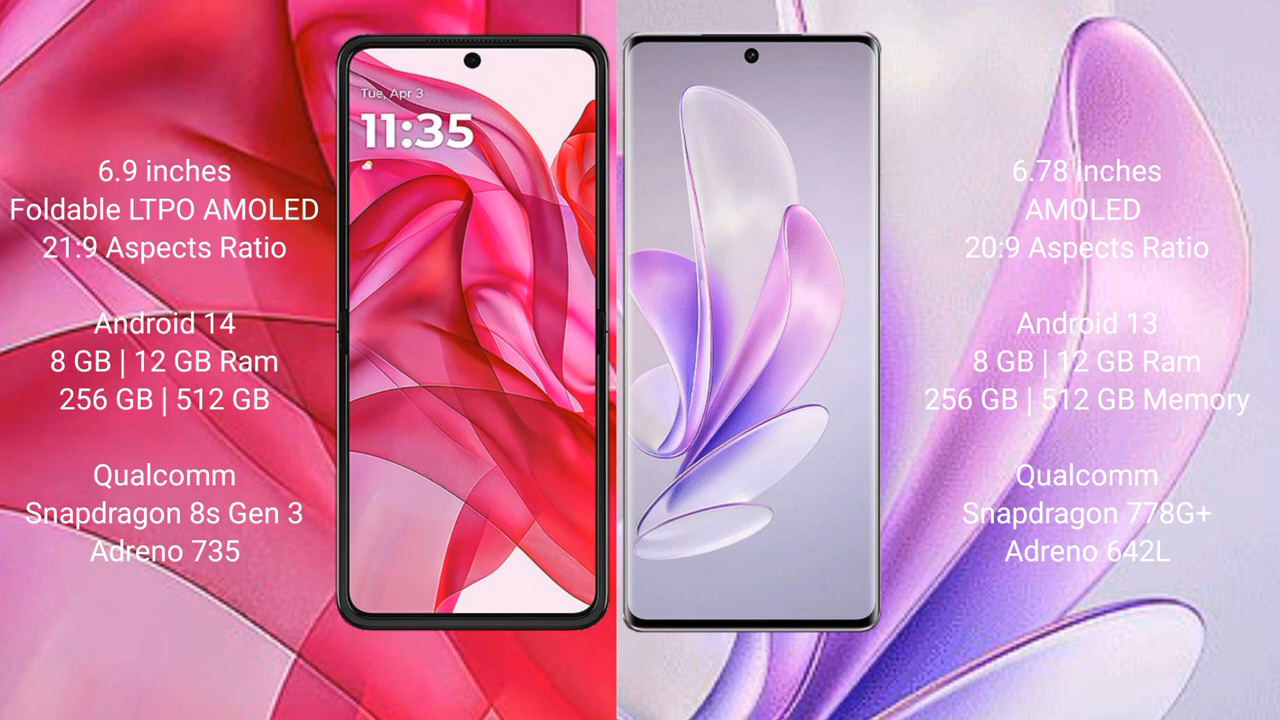 6.9 inches
Foldable LTPO AMOLED
21:9 Aspects Ratio
Android 14
8 GB | 12 GB Ram
256 GB | 512 GB
Qualcomm
Snapdragon 8s Gen 3
Adreno 735
Tue, Apr 3
11:35
6.78 inches
AMOLED
20:9 Aspects Ratio
Android 13
8 GB | 12 GB Ram
256 GB | 512 GB Memory
Qualcomm
Snapdragon 778G+
Adreno 642L